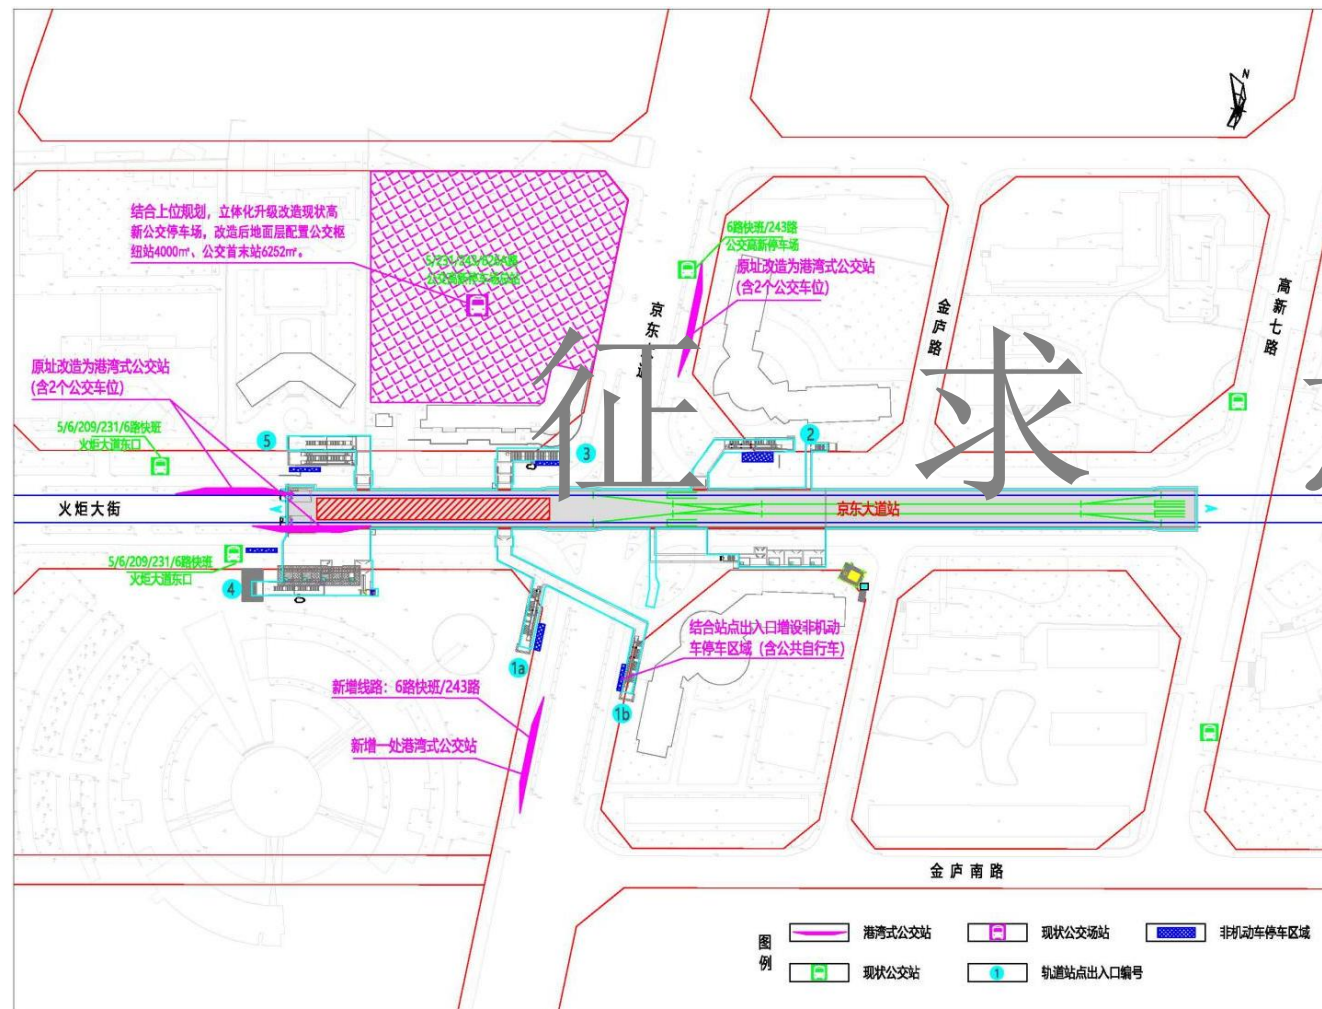 N
结合上位规划，立体化升级改造现状高
新公交停车场，改造后地面层配置公交枢
纽站4000㎡、公交首末站6252㎡。
6路快班/243路
公交高新停车场
原址改造为港湾式公交站
(含2个公交车位)
京东
金庐路
高新七路
原址改造为港湾式公交站
(含2个公交车位)
5/6/209/231/6路快班
火炬大道东口
征求
5
3
2
火炬大街
京东大道站
5/6/209/231/6路快班
火炬大道东口
4
1a
1b
结合站点出入口增设非机动
车停车区域（含公共自行车）
新增线路：6路快班/243路
新增一处港湾式公交站
金庐南路
图例
港湾式公交站
现状公交场站
非机动车停车区域
现状公交站
1
轨道站点出入口编号